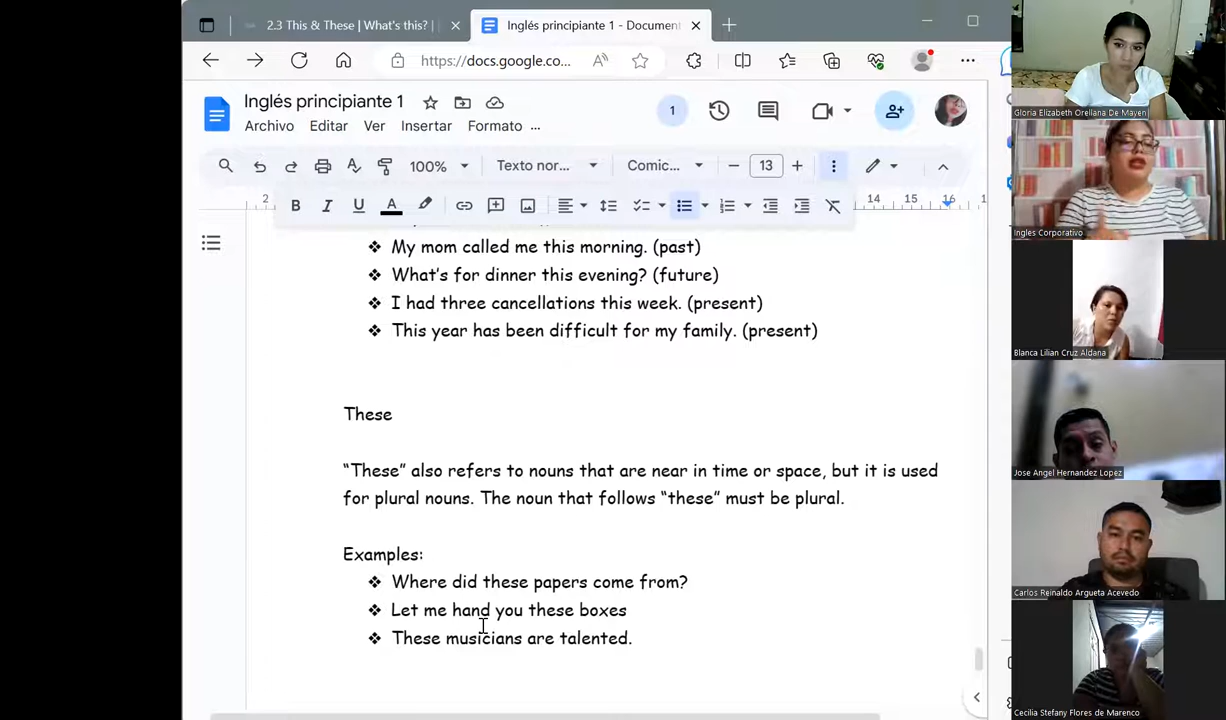 2.3 This & These | What's this? |
Inglés principiante 1 - Document
https://docs.google.co...
Inglés principiante 1
1
Archivo Editar Ver Insertar Formato ...
100% Texto nor... Comic... 13
2 14 15 16 1
My mom called me this morning. (past)
What's for dinner this evening? (future)
I had three cancellations this week. (present)
This year has been difficult for my family. (present)
These
“These” also refers to nouns that are near in time or space, but it is used
for plural nouns. The noun that follows “these” must be plural.
Examples:
Where did these papers come from?
Let me hand you these boxes
These musicians are talented.
Gloria Elizabeth Orellana De Mayen
Ingles Corporativo
Blanca Lilian Cruz Aldana
Jose Angel Hernandez Lopez
Carlos Reinaldo Argueta Acevedo
Cecilia Stefany Flores de Marenco